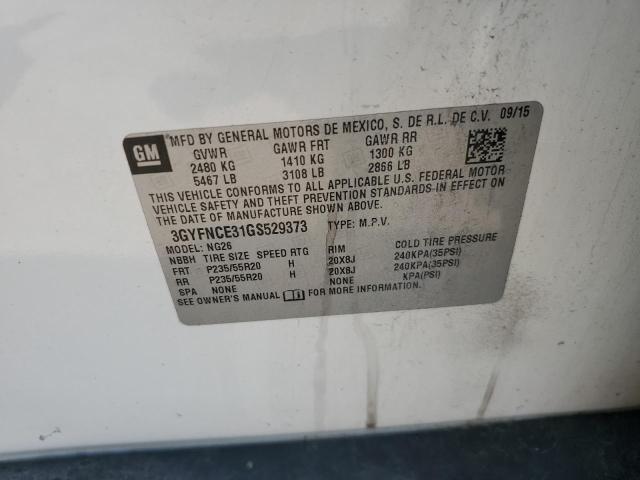 GM
MFD BY GENERAL MOTORS DE MEXICO, S. DE R.L. DE C.V. 09/15
GVWR GAWR FRT GAWR RR
2480 KG 1410 KG 1300 KG
5467 LB 3108 LB 2866 LB
THIS VEHICLE CONFORMS TO ALL APPLICABLE U.S. FEDERAL MOTOR
VEHICLE SAFETY AND THEFT PREVENTION STANDARDS IN EFFECT ON
THE DATE OF MANUFACTURE SHOWN ABOVE.
3GYFNCE31GS529373 TYPE: M.P.V.
MODEL: NG26
NBBH TIRE SIZE SPEED RTG RIM COLD TIRE PRESSURE
FRT P235/55R20 H 20X8J 240KPA(35PSI)
RR P235/55R20 H 20X8J 240KPA(35PSI)
SPA NONE NONE KPA(PSI)
SEE OWNER'S MANUAL FOR MORE INFORMATION.